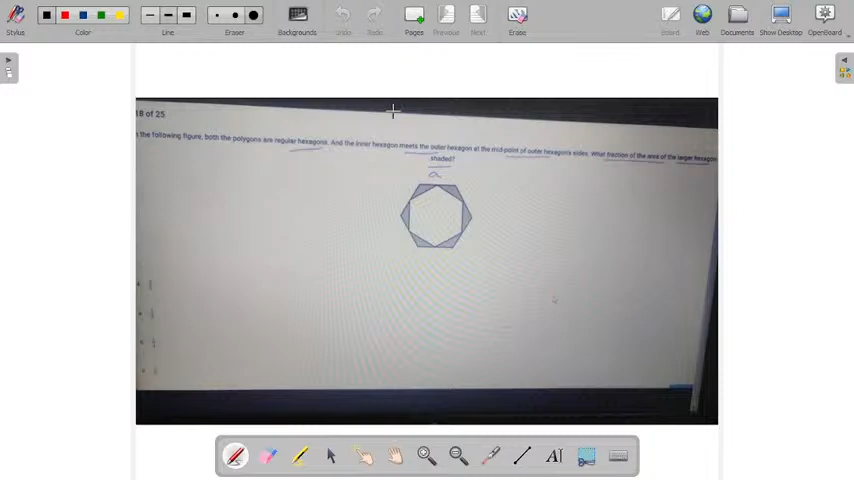 Stylus
Color
Line
Eraser
Backgrounds
Undo
Redo
Pages
Previous
Next
Erase
Board
Web
Documents
Show Desktop
OpenBoard
18 of 25
the following figure, both the polygons are regular hexagons. And the inner hexagon meets the outer hexagon at the mid-point of outer hexagon's sides. What fraction of the area of the larger hexagon
shaded?
a
A